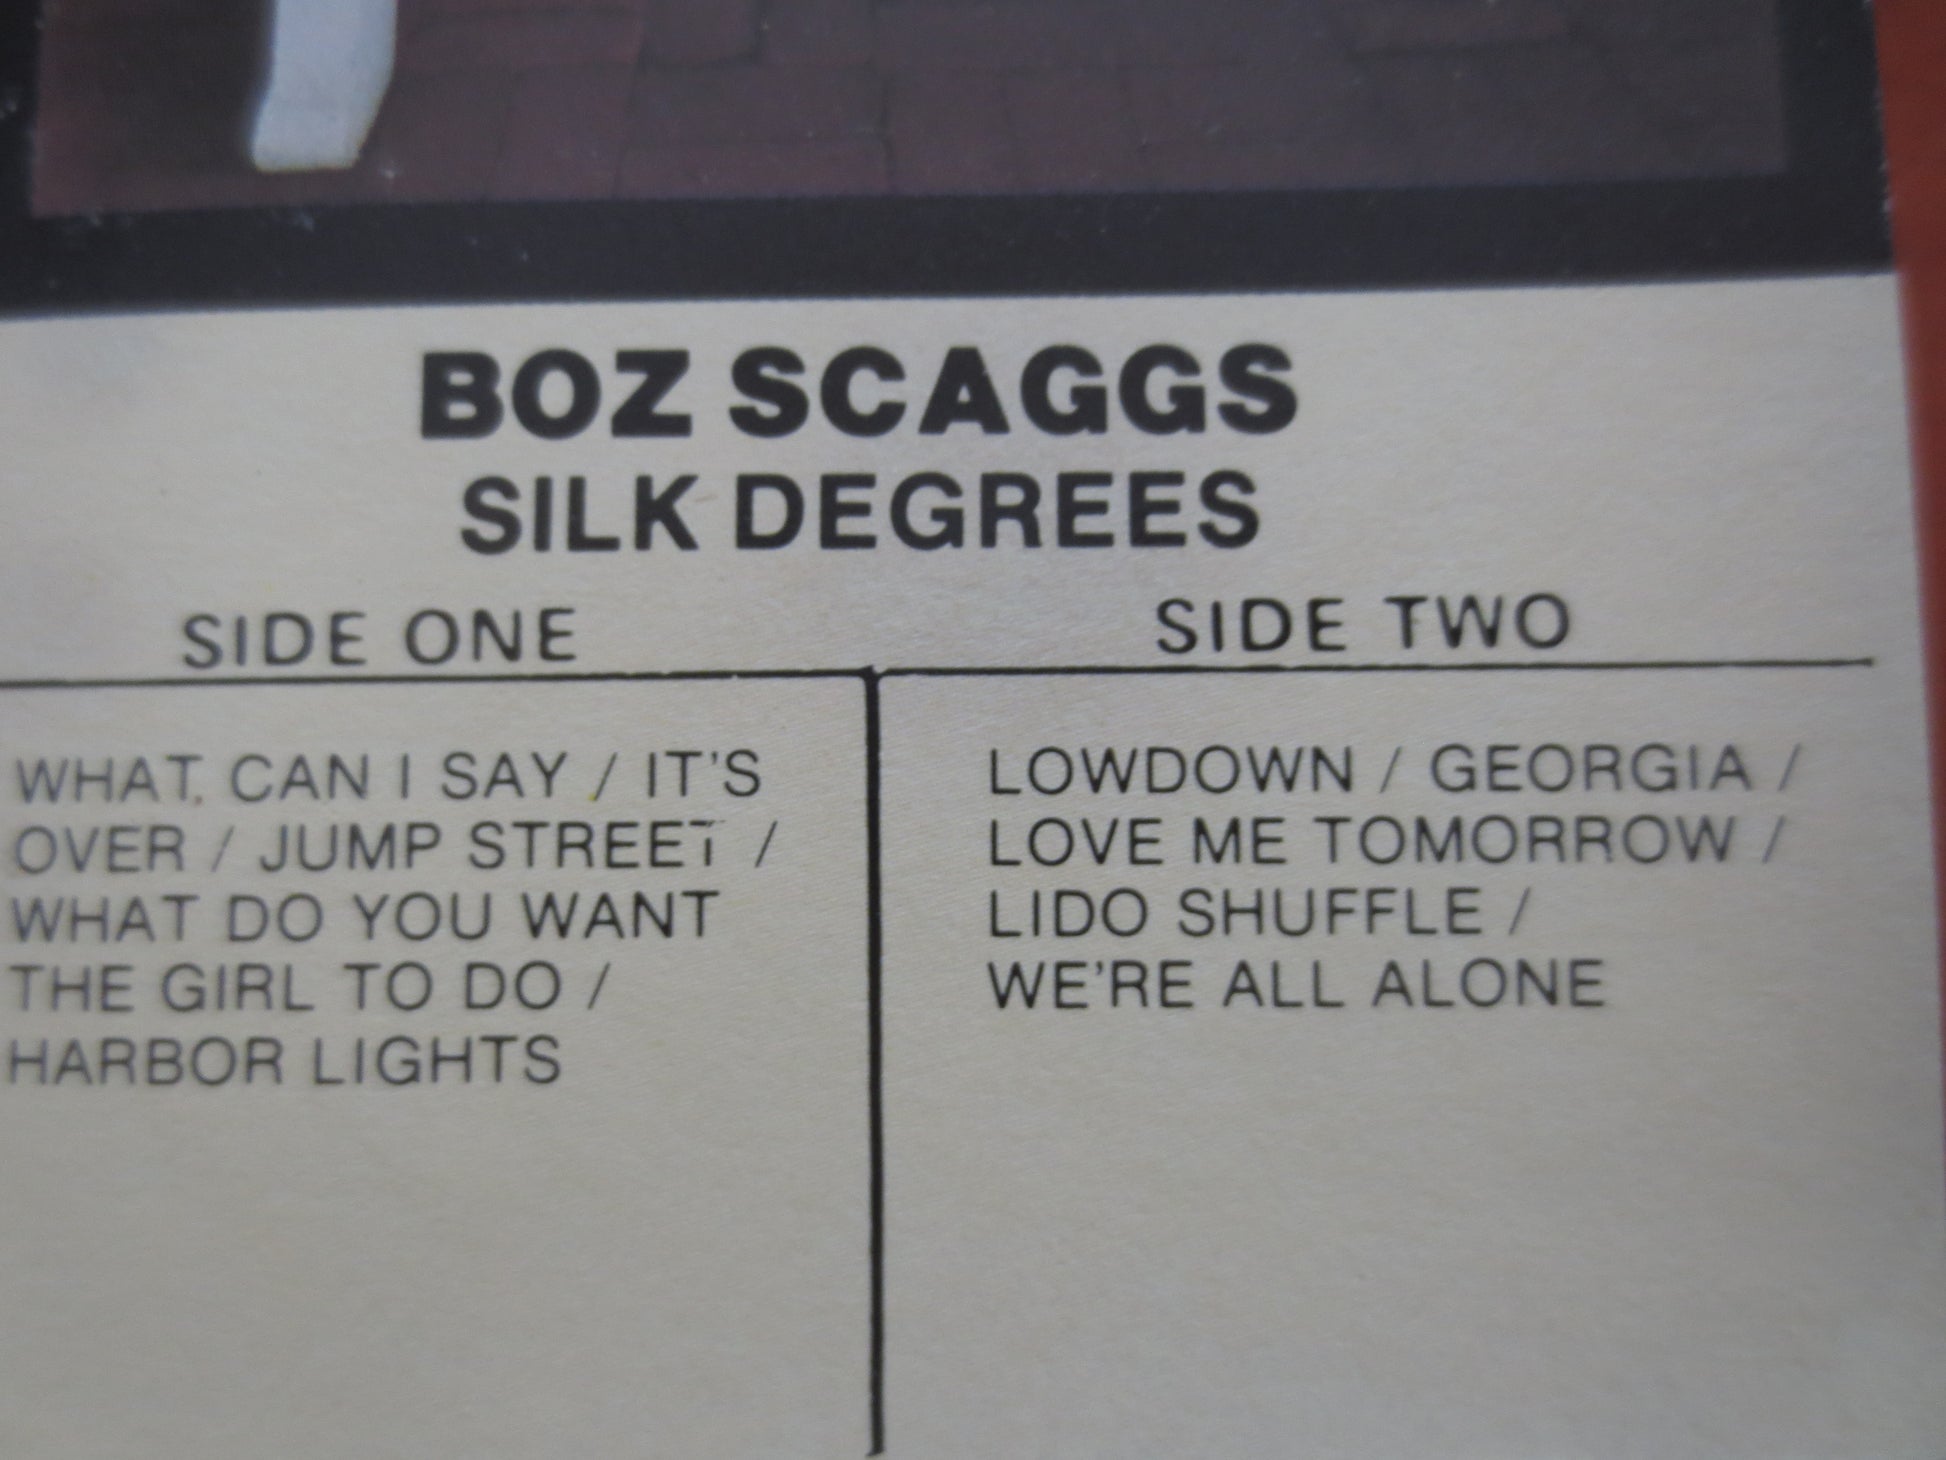 BOZ SCAGGS
SILK DEGREES
SIDE ONE
WHAT CAN I SAY / IT'S
OVER / JUMP STREET /
WHAT DO YOU WANT
THE GIRL TO DO /
HARBOR LIGHTS
SIDE TWO
LOWDOWN / GEORGIA /
LOVE ME TOMORROW /
LIDO SHUFFLE /
WE'RE ALL ALONE